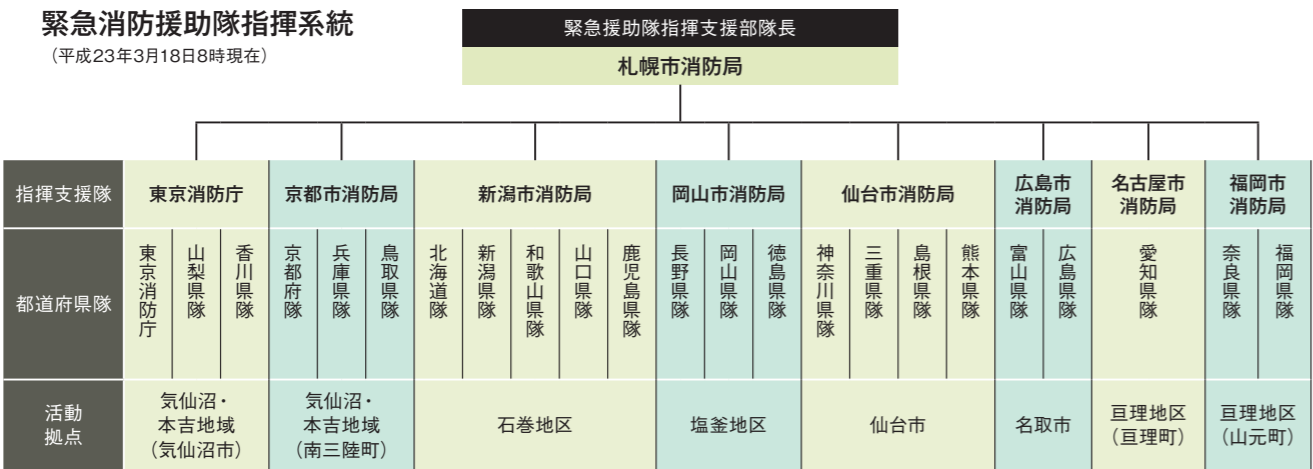 緊急消防援助隊指揮系統
(平成23年3月18日8時現在)
緊急援助隊指揮支援部隊長
札幌市消防局
指揮支援隊
東京消防庁
京都市消防局
新潟市消防局
岡山市消防局
仙台市消防局
広島市
消防局
名古屋市
消防局
福岡市
消防局
都道府県隊
東京消防庁
山梨県隊
香川県隊
京都府隊
兵庫県隊
鳥取県隊
北海道隊
新潟県隊
和歌山県隊
山口県隊
鹿児島県隊
長野県隊
岡山県隊
徳島県隊
神奈川県隊
三重県隊
島根県隊
熊本県隊
富山県隊
広島県隊
愛知県隊
奈良県隊
福岡県隊
活動
拠点
気仙沼・
本吉地域
(気仙沼市)
気仙沼・
本吉地域
(南三陸町)
石巻地区
塩釜地区
仙台市
名取市
亘理地区
(亘理町)
亘理地区
(山元町)